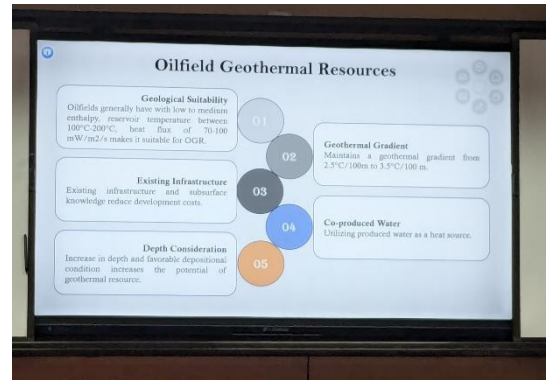 Oilfield Geothermal Resources
Geological Suitability
Oilfields generally have with low to medium
enthalpy, reservoir temperature between
100°C-200°C, heat flux of 70-100
mW/m2/s makes it suitable for OGR.
01
02
Geothermal Gradient
Maintains a geothermal gradient from
2.5°C/100m to 3.5°C/100 m.
Existing Infrastructure
Existing infrastructure and subsurface
knowledge reduce development costs.
03
04
Co-produced Water
Utilizing produced water as a heat source.
Depth Consideration
Increase in depth and favorable depositional
condition increases the potential of
geothermal resource.
05